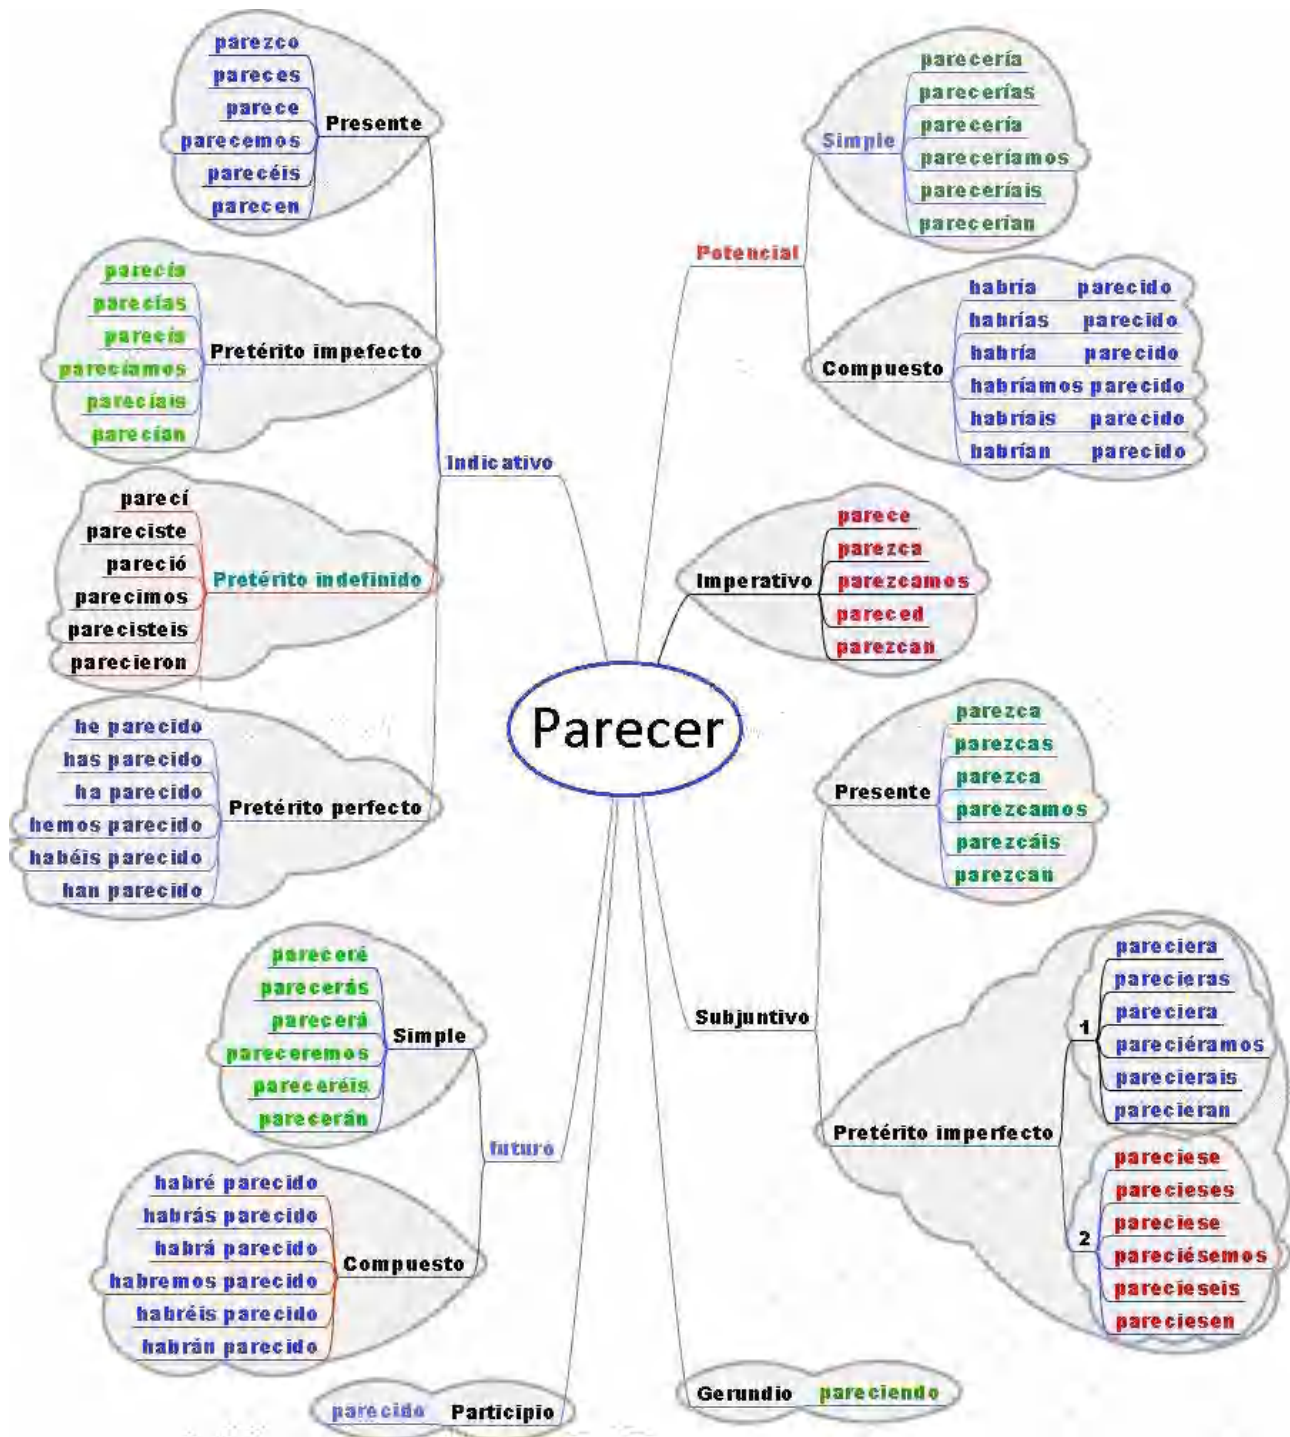 parezco
pareces
parece
parecemos
parecéis
parecen
Presente
parecía
parecías
parecía
parecíamos
parecíais
parecían
Pretérito impefecto
parecí
pareciste
pareció
parecimos
parecisteis
parecieron
Pretérito indefinido
he parecido
has parecido
ha parecido
hemos parecido
habéis parecido
han parecido
Pretérito perfecto
Indicativo
pareceré
parecerás
parecerá
pareceremos
pareceréis
parecerán
Simple
habré parecido
habrás parecido
habrá parecido
habremos parecido
habréis parecido
habrán parecido
Compuesto
futuro
parecido Participio
Parecer
Potencial
Simple
parecería
parecerías
parecería
pareceríamos
pareceríais
parecerían
Compuesto
habría parecido
habrías parecido
habría parecido
habríamos parecido
habríais parecido
habrían parecido
Imperativo
parece
parezca
parezcamos
pareced
parezcan
Subjuntivo
Presente
parezca
parezcas
parezca
parezcamos
parezcáis
parezcan
Pretérito imperfecto
1
pareciera
parecieras
pareciera
pareciéramos
parecierais
parecieran
2
pareciese
parecieses
pareciese
pareciésemos
parecieseis
pareciesen
Gerundio pareciendo